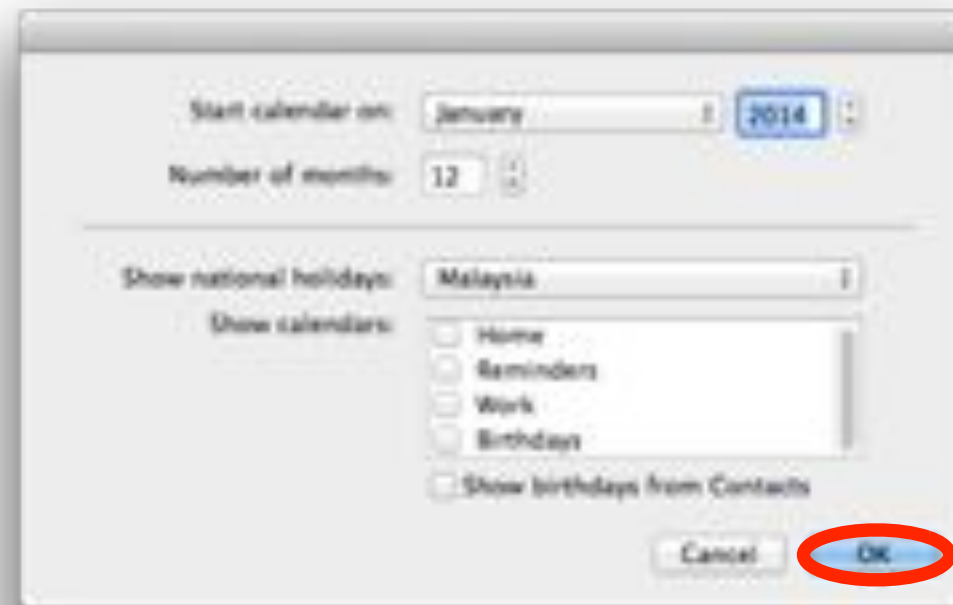 Start calendar on: January 2014
Number of months: 12
Show national holidays: Malaysia
Show calendars:
Home
Reminders
Work
Birthdays
Show birthdays from Contacts
Cancel OK